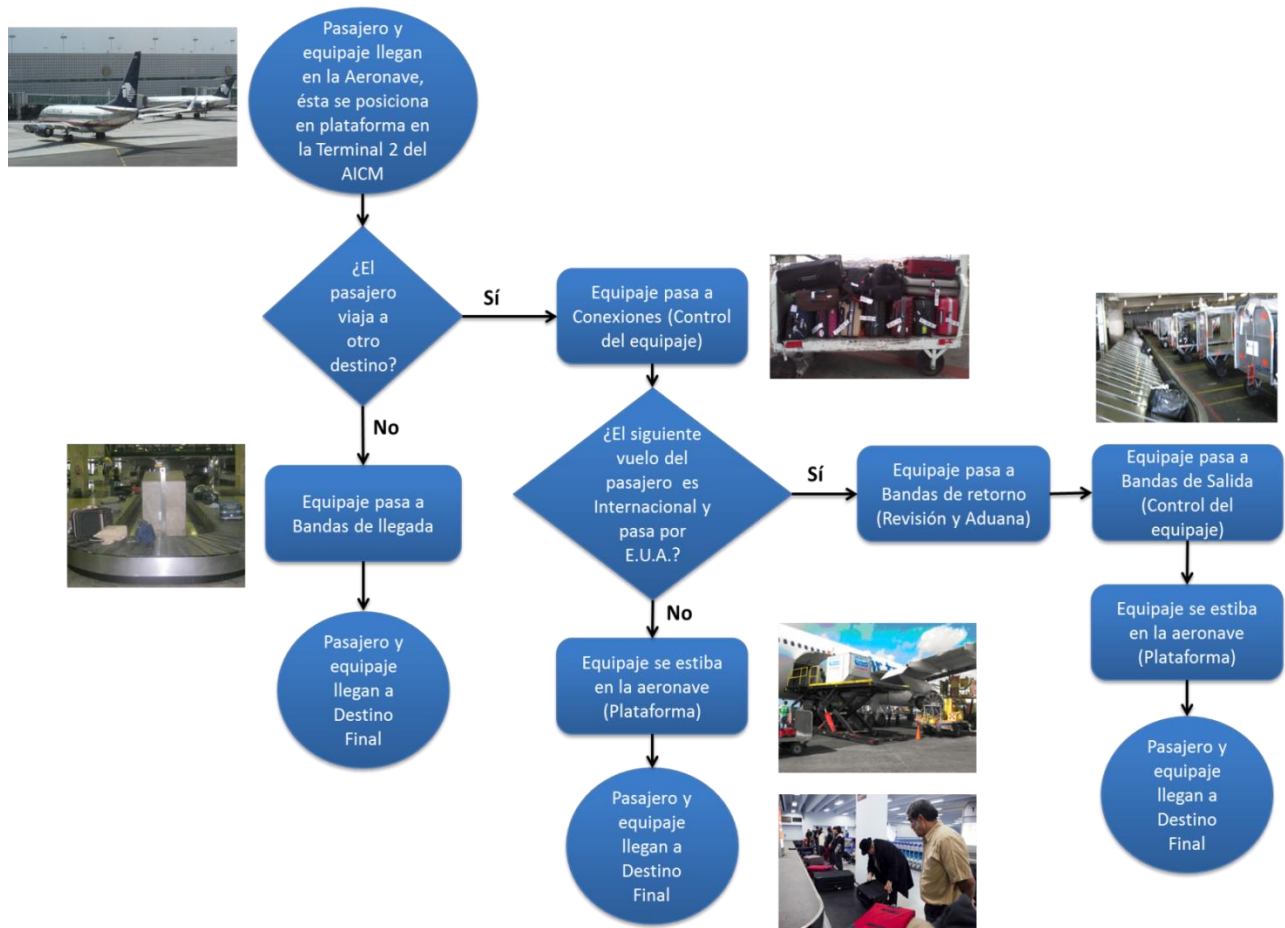 Pasajero y
equipaje llegan
en la Aeronave,
ésta se posiciona
en plataforma en
la Terminal 2 del
AICM
¿El
pasajero
viaja a
otro
destino?
Sí
Equipaje pasa a
Conexiones (Control
del equipaje)
No
Equipaje pasa a
Bandas de llegada
Pasajero y
equipaje
llegan a
Destino
Final
¿El siguiente
vuelo del
pasajero es
Internacional y
pasa por
E.U.A.?
Sí
Equipaje pasa a
Bandas de retorno
(Revisión y Aduana)
Equipaje pasa a
Bandas de Salida
(Control del
equipaje)
Equipaje se estiba
en la aeronave
(Plataforma)
Pasajero y
equipaje
llegan a
Destino
Final
No
Equipaje se estiba
en la aeronave
(Plataforma)
Pasajero y
equipaje
llegan a
Destino
Final